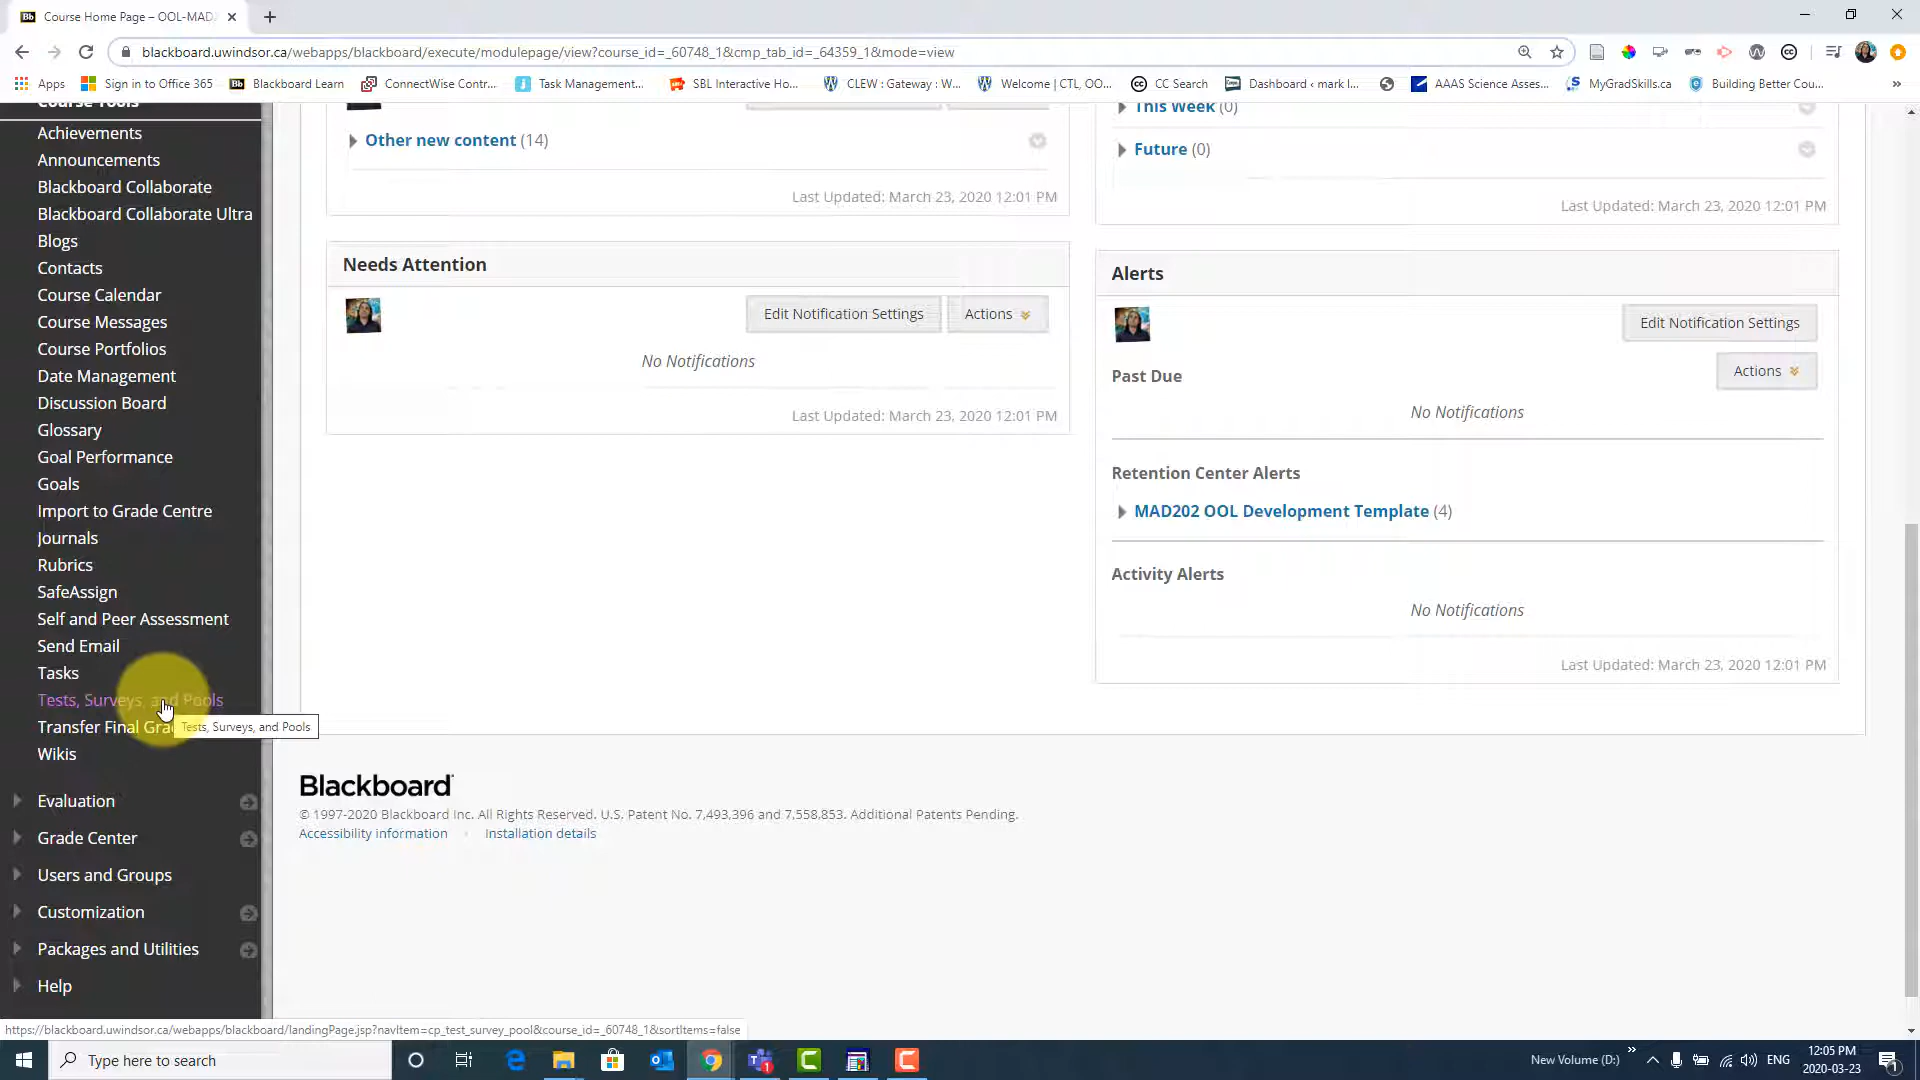 Course Home Page – OOL-MAD
blackboard.uwindsor.ca/webapps/blackboard/execute/modulepage/view?course_id=_60748_1&cmp_tab_id=_64359_1&mode=view
Apps
Sign in to Office 365
Blackboard Learn
ConnectWise Contr...
Task Management...
SBL Interactive Ho...
CLEW : Gateway : W...
Welcome | CTL, OO...
CC Search
Dashboard ‹ mark l...
AAAS Science Asses...
MyGradSkills.ca
Building Better Cou...
Course Tools
Achievements
Announcements
Blackboard Collaborate
Blackboard Collaborate Ultra
Blogs
Contacts
Course Calendar
Course Messages
Course Portfolios
Date Management
Discussion Board
Glossary
Goal Performance
Goals
Import to Grade Centre
Journals
Rubrics
SafeAssign
Self and Peer Assessment
Send Email
Tasks
Tests, Surveys, and Pools
Transfer Final Gra
Tests, Surveys, and Pools
Wikis
Evaluation
Grade Center
Users and Groups
Customization
Packages and Utilities
Help
Other new content (14)
Last Updated: March 23, 2020 12:01 PM
Needs Attention
Edit Notification Settings
Actions
No Notifications
Last Updated: March 23, 2020 12:01 PM
This Week (0)
Future (0)
Last Updated: March 23, 2020 12:01 PM
Alerts
Edit Notification Settings
Actions
Past Due
No Notifications
Retention Center Alerts
MAD202 OOL Development Template (4)
Activity Alerts
No Notifications
Last Updated: March 23, 2020 12:01 PM
Blackboard
© 1997-2020 Blackboard Inc. All Rights Reserved. U.S. Patent No. 7,493,396 and 7,558,853. Additional Patents Pending.
Accessibility information
Installation details
https://blackboard.uwindsor.ca/webapps/blackboard/landingPage.jsp?navItem=cp_test_survey_pool&course_id=_60748_1&sortItems=false
Type here to search
New Volume (D:)
ENG
12:05 PM
2020-03-23